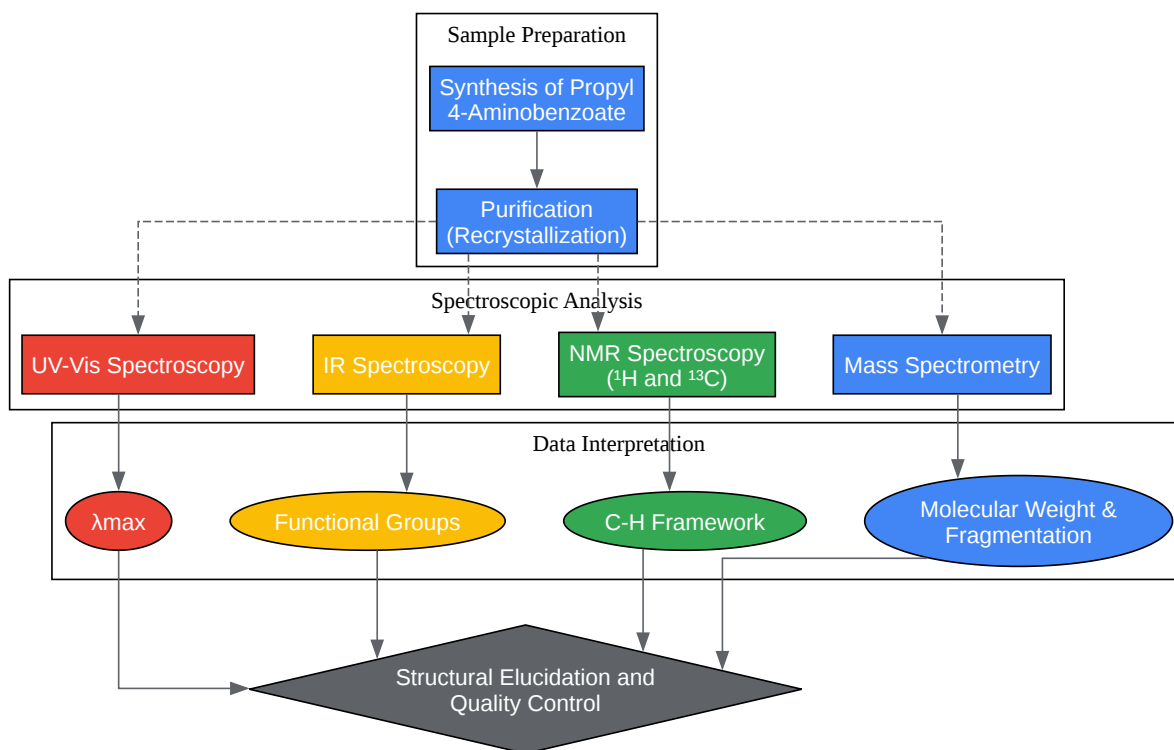 Sample Preparation
Synthesis of Propyl
4-Aminobenzoate
Purification
(Recrystallization)
Spectroscopic Analysis
UV-Vis Spectroscopy
IR Spectroscopy
NMR Spectroscopy
(¹H and ¹³C)
Mass Spectrometry
Data Interpretation
λmax
Functional Groups
C-H Framework
Molecular Weight &
Fragmentation
Structural Elucidation and
Quality Control